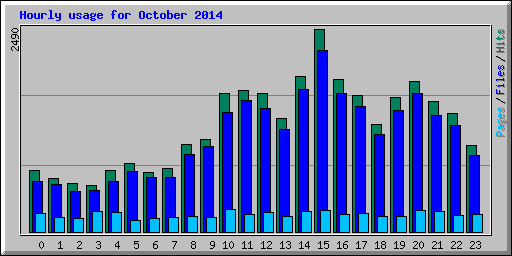 Hourly usage for October 2014
2490
Pages/Files/Hits
0 1 2 3 4 5 6 7 8 9 10 11 12 13 14 15 16 17 18 19 20 21 22 23